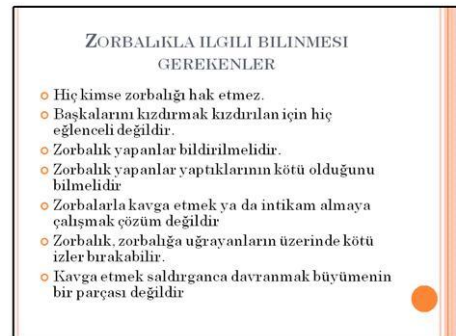 ZORBALıKLA ILGILI BILINMESI
GEREKENLER
Hiç kimse zorbalığı hak etmez.
Başkalarını kızdırmak kızdırılan için hiç
eğlenceli değildir.
Zorbalık yapanlar bildirilmelidir.
Zorbalık yapanlar yaptıklarının kötü olduğunu
bilmelidir
Zorbalarla kavga etmek ya da intikam almaya
çalışmak çözüm değildir
Zorbalık, zorbalığa uğrayanların üzerinde kötü
izler bırakabilir.
Kavga etmek saldırganca davranmak büyümenin
bir parçası değildir